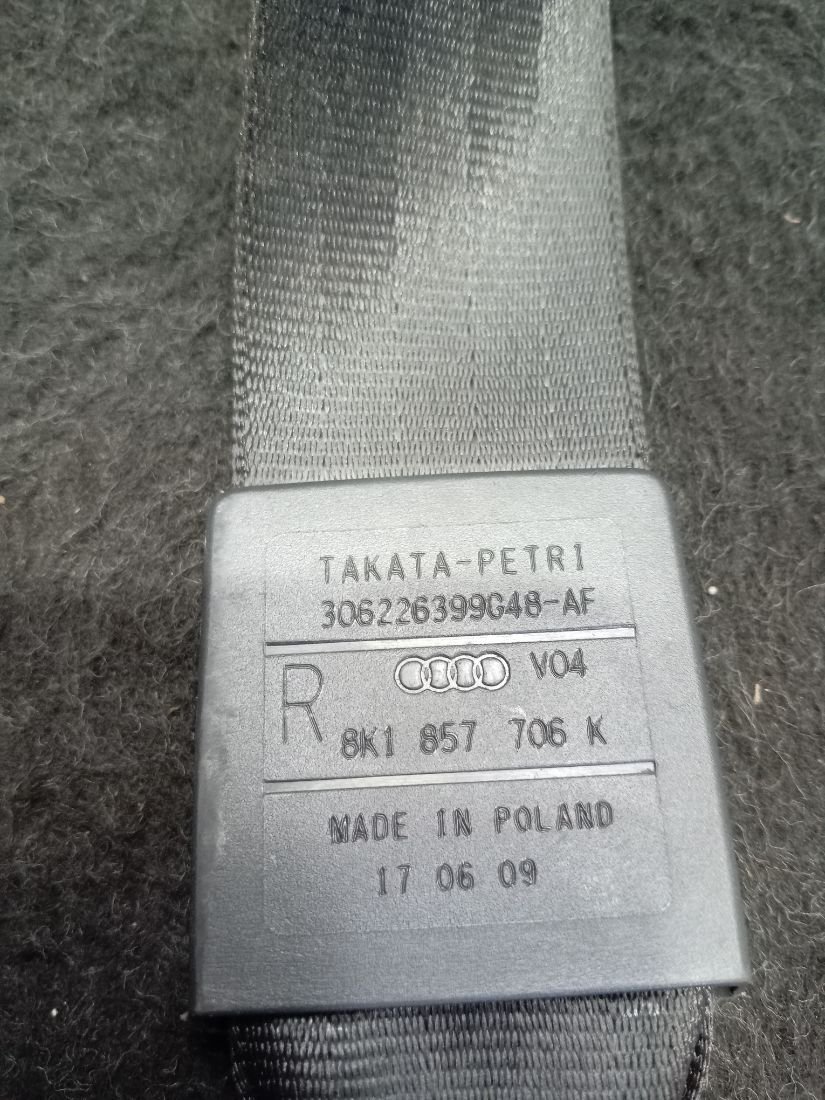 TAKATA-PETRI
306226399G48-AF
R V04
8K1 857 706 K
MADE IN POLAND
17 06 09